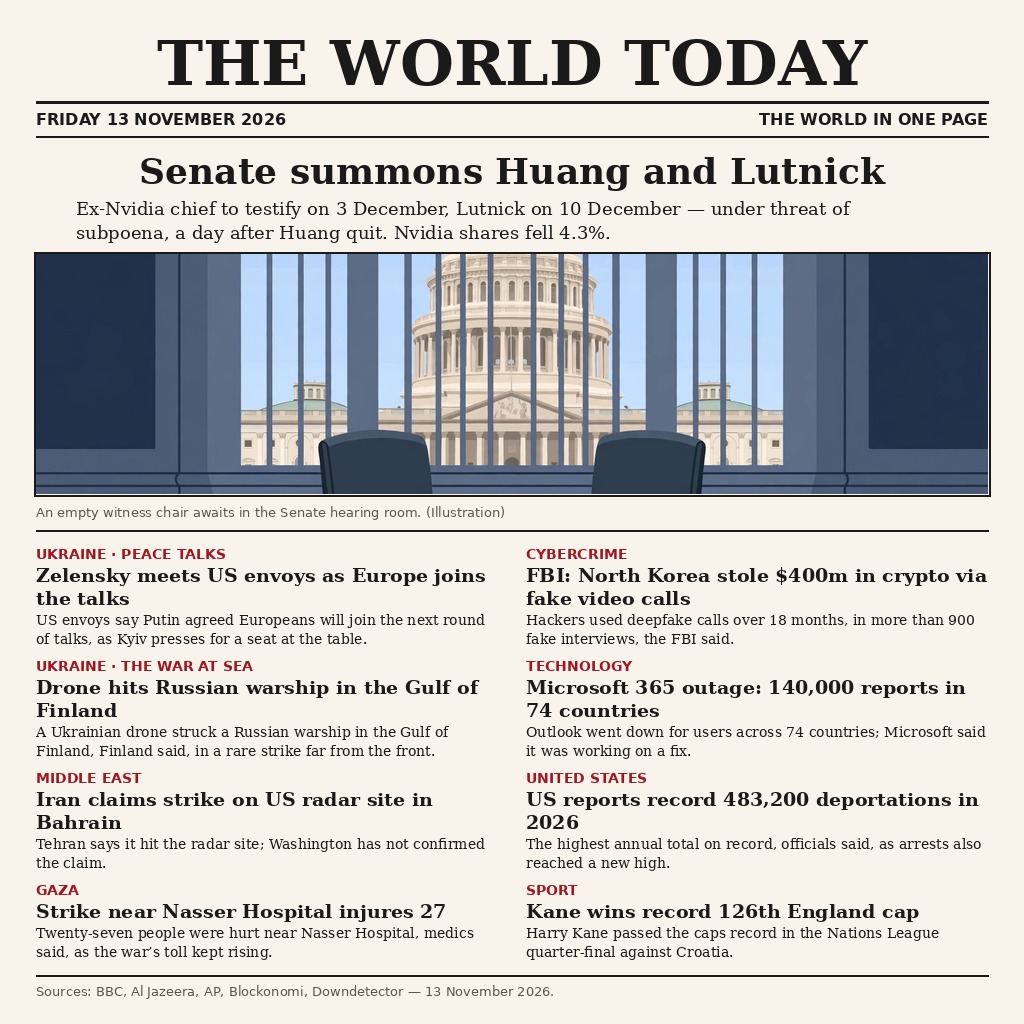 THE WORLD TODAY
FRIDAY 13 NOVEMBER 2026
THE WORLD IN ONE PAGE
Senate summons Huang and Lutnick
Ex-Nvidia chief to testify on 3 December, Lutnick on 10 December — under threat of
subpoena, a day after Huang quit. Nvidia shares fell 4.3%.
An empty witness chair awaits in the Senate hearing room. (Illustration)
UKRAINE · PEACE TALKS
Zelensky meets US envoys as Europe joins
the talks
US envoys say Putin agreed Europeans will join the next round
of talks, as Kyiv presses for a seat at the table.
UKRAINE · THE WAR AT SEA
Drone hits Russian warship in the Gulf of
Finland
A Ukrainian drone struck a Russian warship in the Gulf of
Finland, Finland said, in a rare strike far from the front.
MIDDLE EAST
Iran claims strike on US radar site in
Bahrain
Tehran says it hit the radar site; Washington has not confirmed
the claim.
GAZA
Strike near Nasser Hospital injures 27
Twenty-seven people were hurt near Nasser Hospital, medics
said, as the war’s toll kept rising.
CYBERCRIME
FBI: North Korea stole $400m in crypto via
fake video calls
Hackers used deepfake calls over 18 months, in more than 900
fake interviews, the FBI said.
TECHNOLOGY
Microsoft 365 outage: 140,000 reports in
74 countries
Outlook went down for users across 74 countries; Microsoft said
it was working on a fix.
UNITED STATES
US reports record 483,200 deportations in
2026
The highest annual total on record, officials said, as arrests also
reached a new high.
SPORT
Kane wins record 126th England cap
Harry Kane passed the caps record in the Nations League
quarter-final against Croatia.
Sources: BBC, Al Jazeera, AP, Blockonomi, Downdetector — 13 November 2026.